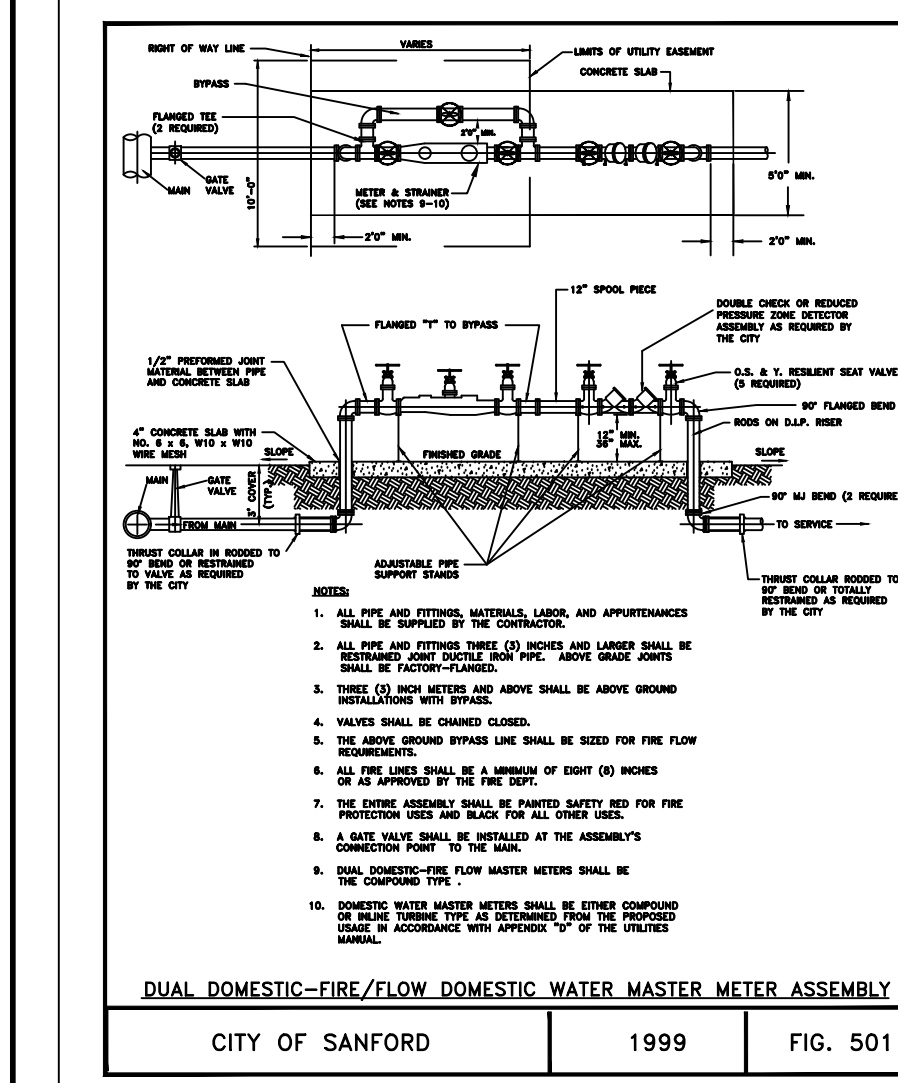 RIGHT OF WAY LINE
VARIES
LIMITS OF UTILITY EASEMENT
CONCRETE SLAB
BYPASS
FLANGED TEE
(2 REQUIRED)
2'6" MIN.
MAIN
GATE
VALVE
10'-0"
METER & STRAINER
(SEE NOTES 9-10)
5'0" MIN.
2'0" MIN.
2'0" MIN.
12" SPOOL PIECE
FLANGED "T" TO BYPASS
DOUBLE CHECK OR REDUCED
PRESSURE ZONE DETECTOR
ASSEMBLY AS REQUIRED BY
THE CITY
1/2" PREFORMED JOINT
MATERIAL BETWEEN PIPE
AND CONCRETE SLAB
O.S. & Y. RESILIENT SEAT VALVE
(5 REQUIRED)
90° FLANGED BEND
RODS ON D.I.P. RISER
4" CONCRETE SLAB WITH
NO. 6 x 6, W10 x W10
WIRE MESH
SLOPE
FINISHED GRADE
12" MIN.
36" MAX.
SLOPE
MAIN
GATE
VALVE
3' COVER
(TYP.)
FROM MAIN
90° MJ BEND (2 REQUIRE
TO SERVICE
THRUST COLLAR IN RODDED TO
90° BEND OR RESTRAINED
TO VALVE AS REQUIRED
BY THE CITY
ADJUSTABLE PIPE
SUPPORT STANDS
THRUST COLLAR RODDED TO
90° BEND OR TOTALLY
RESTRAINED AS REQUIRED
BY THE CITY
NOTES:
1. ALL PIPE AND FITTINGS, MATERIALS, LABOR, AND APPURTENANCES
SHALL BE SUPPLIED BY THE CONTRACTOR.
2. ALL PIPE AND FITTINGS THREE (3) INCHES AND LARGER SHALL BE
RESTRAINED JOINT DUCTILE IRON PIPE. ABOVE GRADE JOINTS
SHALL BE FACTORY-FLANGED.
3. THREE (3) INCH METERS AND ABOVE SHALL BE ABOVE GROUND
INSTALLATIONS WITH BYPASS.
4. VALVES SHALL BE CHAINED CLOSED.
5. THE ABOVE GROUND BYPASS LINE SHALL BE SIZED FOR FIRE FLOW
REQUIREMENTS.
6. ALL FIRE LINES SHALL BE A MINIMUM OF EIGHT (8) INCHES
OR AS APPROVED BY THE FIRE DEPT.
7. THE ENTIRE ASSEMBLY SHALL BE PAINTED SAFETY RED FOR FIRE
PROTECTION USES AND BLACK FOR ALL OTHER USES.
8. A GATE VALVE SHALL BE INSTALLED AT THE ASSEMBLY'S
CONNECTION POINT TO THE MAIN.
9. DUAL DOMESTIC-FIRE FLOW MASTER METERS SHALL BE
THE COMPOUND TYPE .
10. DOMESTIC WATER MASTER METERS SHALL BE EITHER COMPOUND
OR INLINE TURBINE TYPE AS DETERMINED FROM THE PROPOSED
USAGE IN ACCORDANCE WITH APPENDIX "D" OF THE UTILITIES
MANUAL.
DUAL DOMESTIC-FIRE/FLOW DOMESTIC WATER MASTER METER ASSEMBLY
CITY OF SANFORD
1999
FIG. 501